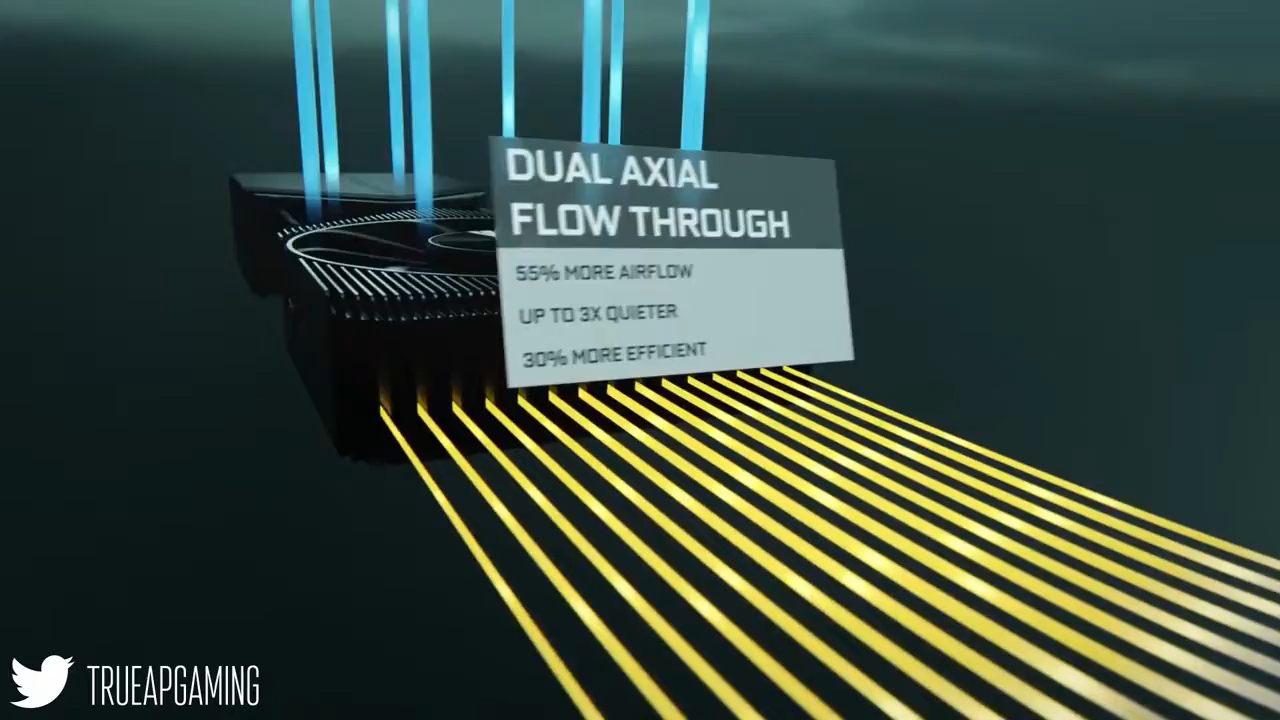 DUAL AXIAL
FLOW THROUGH
55% MORE AIRFLOW
UP TO 3X QUIETER
30% MORE EFFICIENT
TRUEAPGAMING